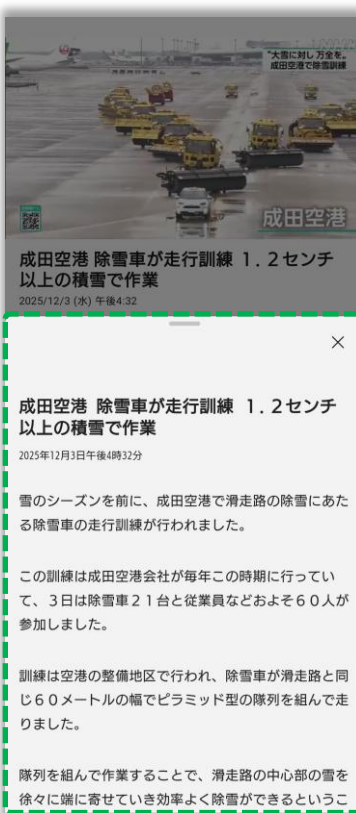 "大雪に対し 万全を。
成田空港で除雪訓練
成田空港
成田空港 除雪車が走行訓練 1.2センチ
以上の積雪で作業
2025/12/3 (水) 午後4:32
成田空港 除雪車が走行訓練 1.2センチ
以上の積雪で作業
2025年12月3日午後4時32分
雪のシーズンを前に、成田空港で滑走路の除雪にあた
る除雪車の走行訓練が行われました。
この訓練は成田空港会社が毎年この時期に行ってい
て、3日は除雪車21台と従業員などおよそ60人が
参加しました。
訓練は空港の整備地区で行われ、除雪車が滑走路と同
じ60メートルの幅でピラミッド型の隊列を組んで走
りました。
隊列を組んで作業することで、滑走路の中心部の雪を
徐々に端に寄せていき効率よく除雪ができるというこ